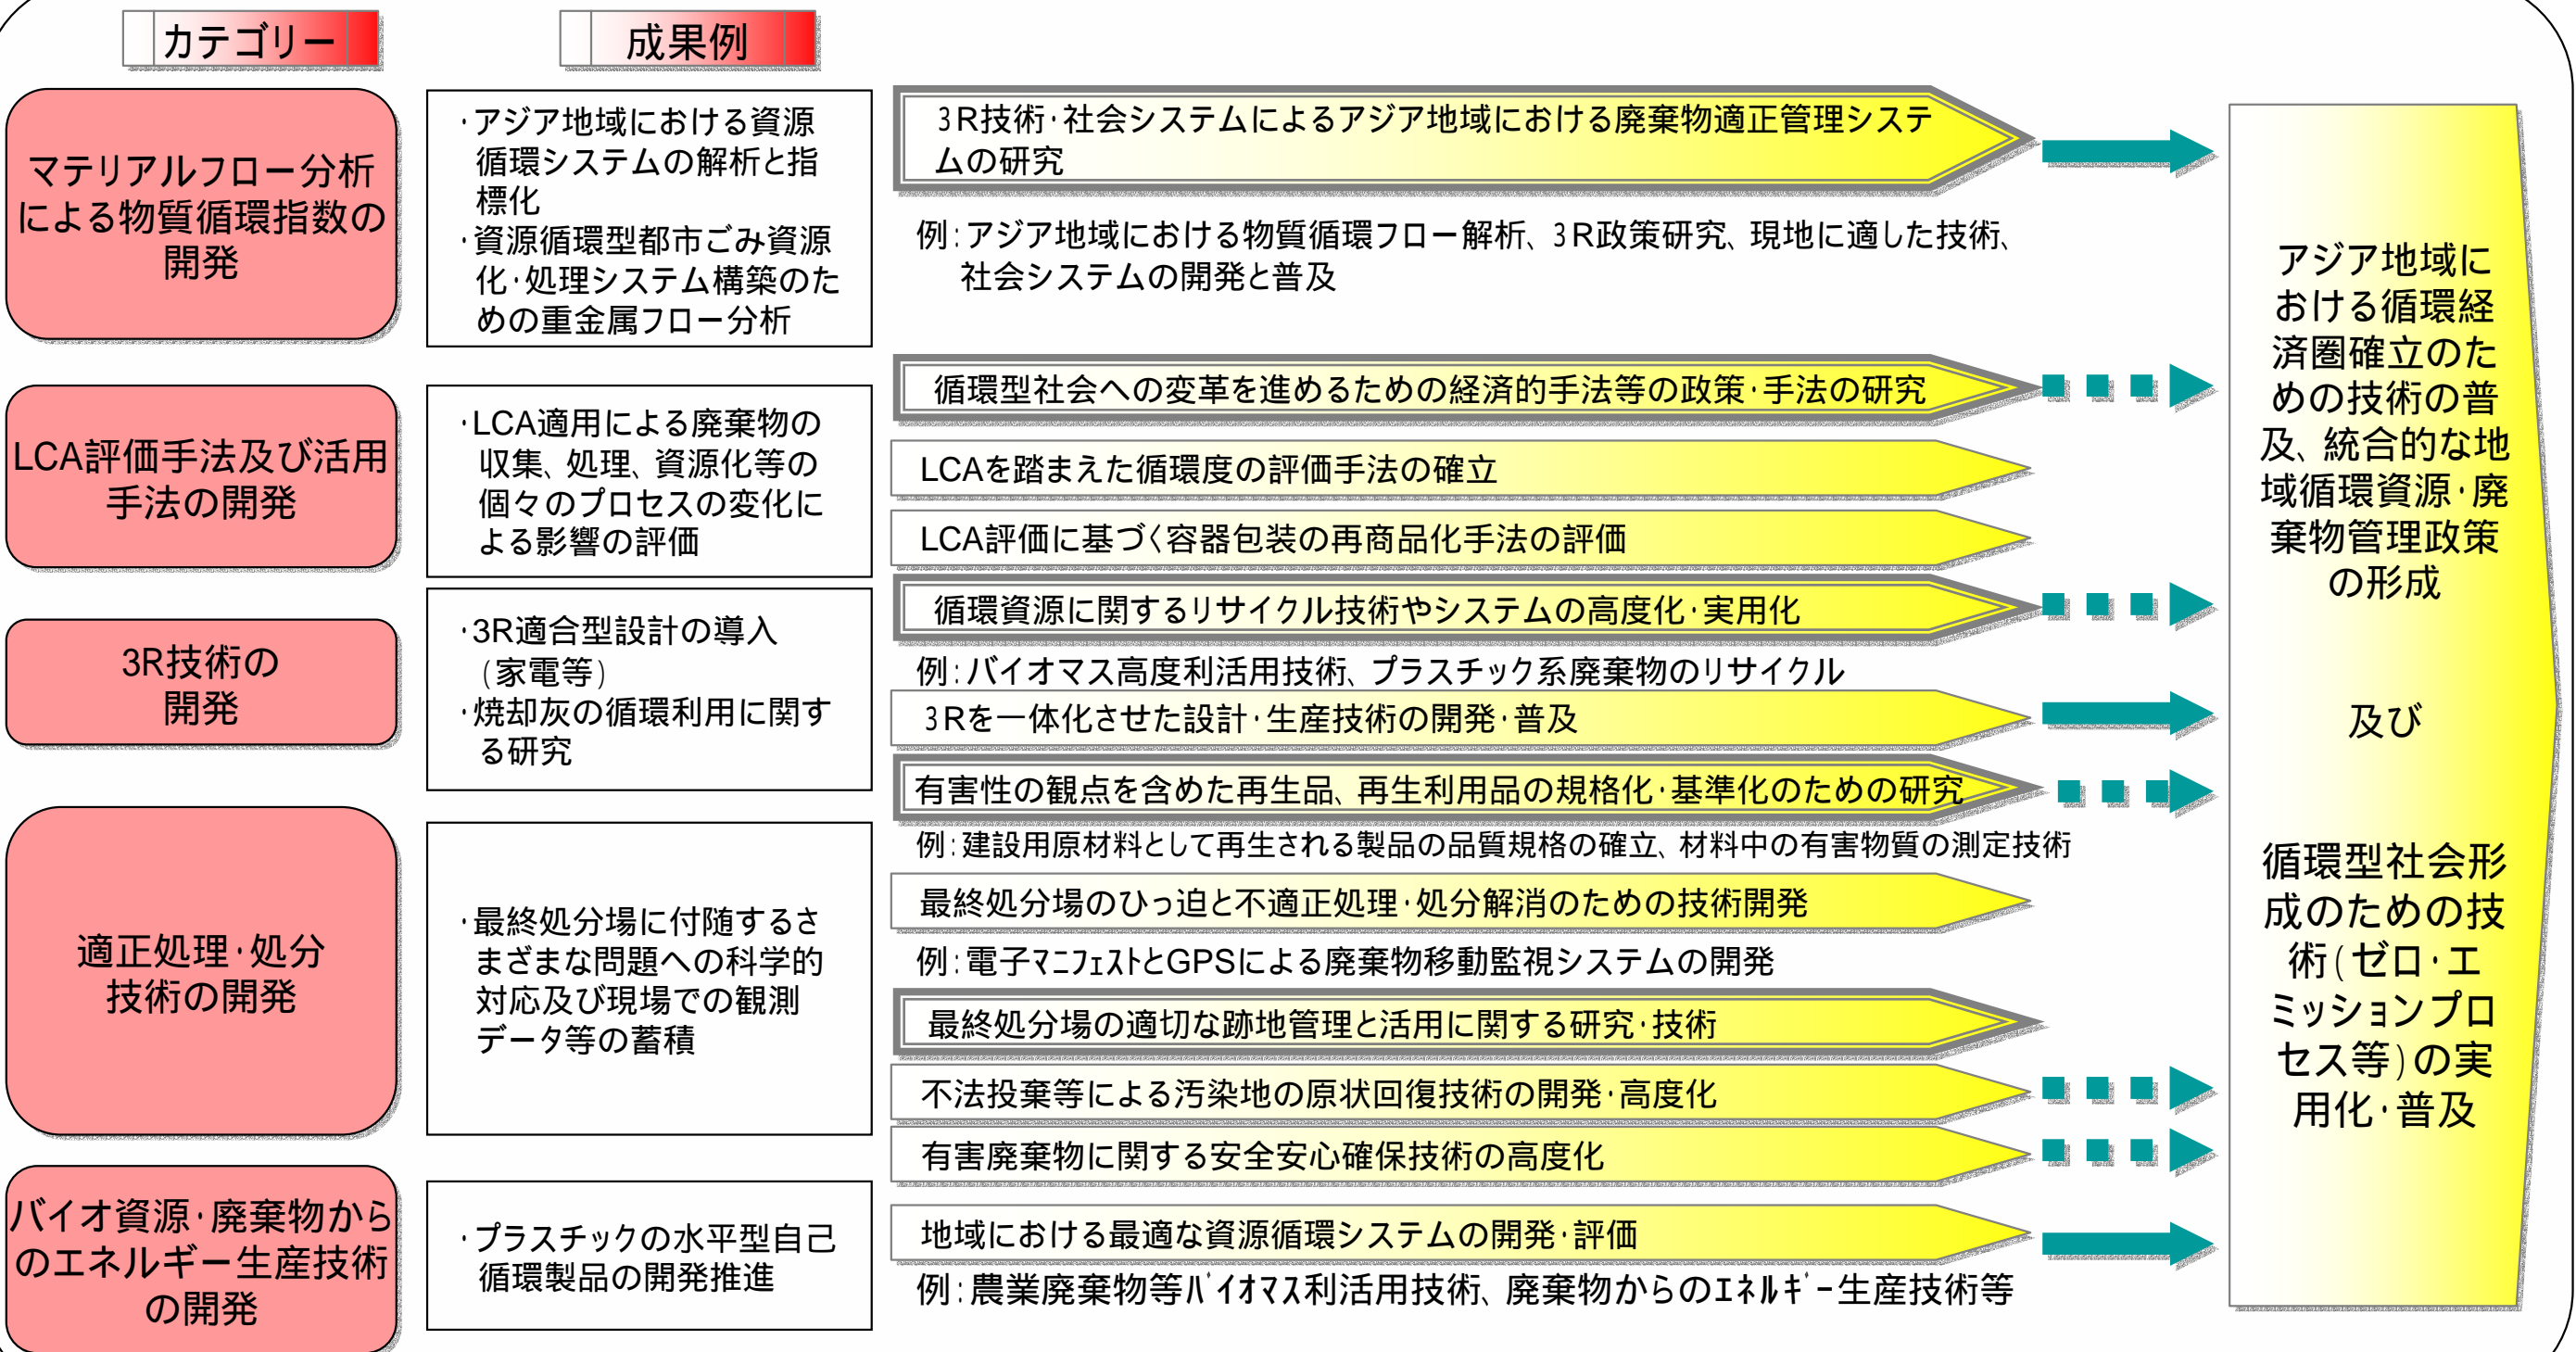 カテゴリー
成果例
マテリアルフロー分析
による物質循環指数の
開発
・アジア地域における資源
循環システムの解析と指
標化
・資源循環型都市ごみ資源
化・処理システム構築のた
めの重金属フロー分析
3R技術・社会システムによるアジア地域における廃棄物適正管理システ
ムの研究
例:アジア地域における物質循環フロー解析、3R政策研究、現地に適した技術、
社会システムの開発と普及
LCA評価手法及び活用
手法の開発
・LCA適用による廃棄物の
収集、処理、資源化等の
個々のプロセスの変化に
よる影響の評価
循環型社会への変革を進めるための経済的手法等の政策・手法の研究
LCAを踏まえた循環度の評価手法の確立
LCA評価に基づく容器包装の再商品化手法の評価
3R技術の
開発
・3R適合型設計の導入
(家電等)
・焼却灰の循環利用に関す
る研究
循環資源に関するリサイクル技術やシステムの高度化・実用化
例:バイオマス高度利活用技術、プラスチック系廃棄物のリサイクル
3Rを一体化させた設計・生産技術の開発・普及
有害性の観点を含めた再生品、再生利用品の規格化・基準化のための研究
例:建設用原材料として再生される製品の品質規格の確立、材料中の有害物質の測定技術
適正処理・処分
技術の開発
・最終処分場に付随するさ
まざまな問題への科学的
対応及び現場での観測
データ等の蓄積
最終処分場のひっ迫と不適正処理・処分解消のための技術開発
例:電子ﾏﾆﾌｪｽﾄとGPSによる廃棄物移動監視システムの開発
最終処分場の適切な跡地管理と活用に関する研究・技術
不法投棄等による汚染地の原状回復技術の開発・高度化
有害廃棄物に関する安全安心確保技術の高度化
バイオ資源・廃棄物から
のエネルギー生産技術
の開発
・プラスチックの水平型自己
循環製品の開発推進
地域における最適な資源循環システムの開発・評価
例:農業廃棄物等ﾊﾞｲｵﾏｽ利活用技術、廃棄物からのｴﾈﾙｷﾞｰ生産技術等
アジア地域に
おける循環経
済圏確立のた
めの技術の普
及、統合的な地
域循環資源・廃
棄物管理政策
の形成
及び
循環型社会形
成のための技
術(ゼロ・エ
ミッションプロ
セス等)の実
用化・普及